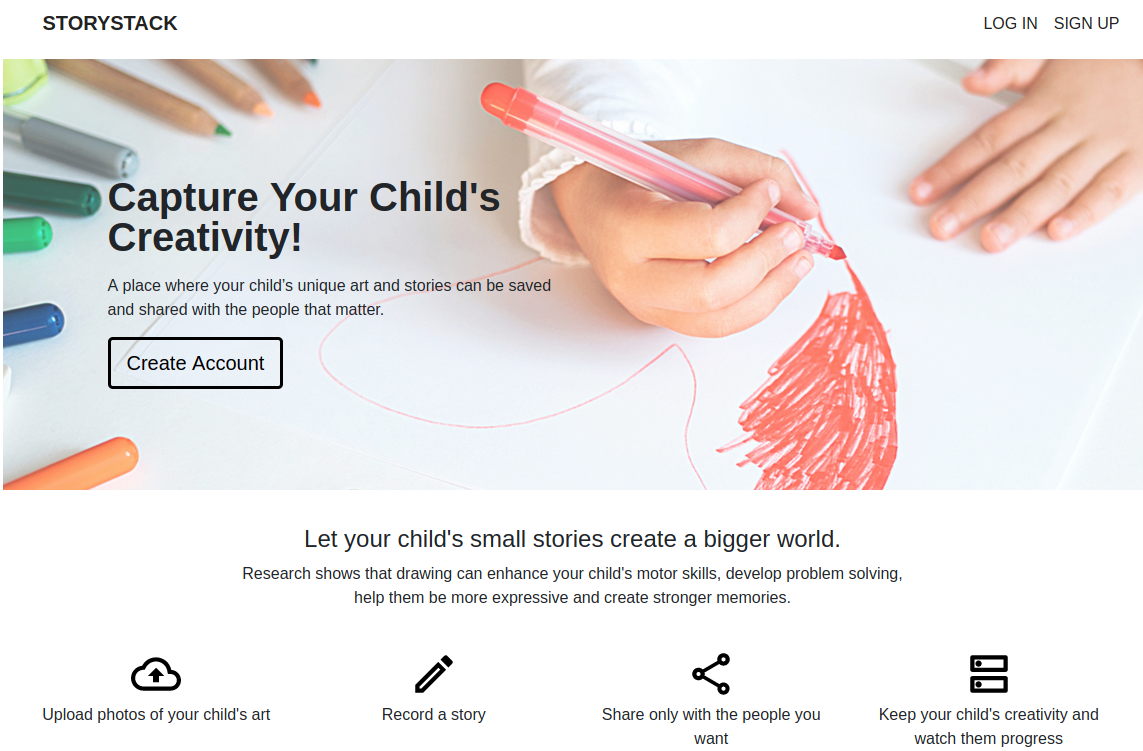 STORYSTACK
LOG IN SIGN UP
Capture Your Child's
Creativity!
A place where your child's unique art and stories can be saved
and shared with the people that matter.
Create Account
Let your child's small stories create a bigger world.
Research shows that drawing can enhance your child's motor skills, develop problem solving,
help them be more expressive and create stronger memories.
Upload photos of your child's art
Record a story
Share only with the people you
want
Keep your child's creativity and
watch them progress